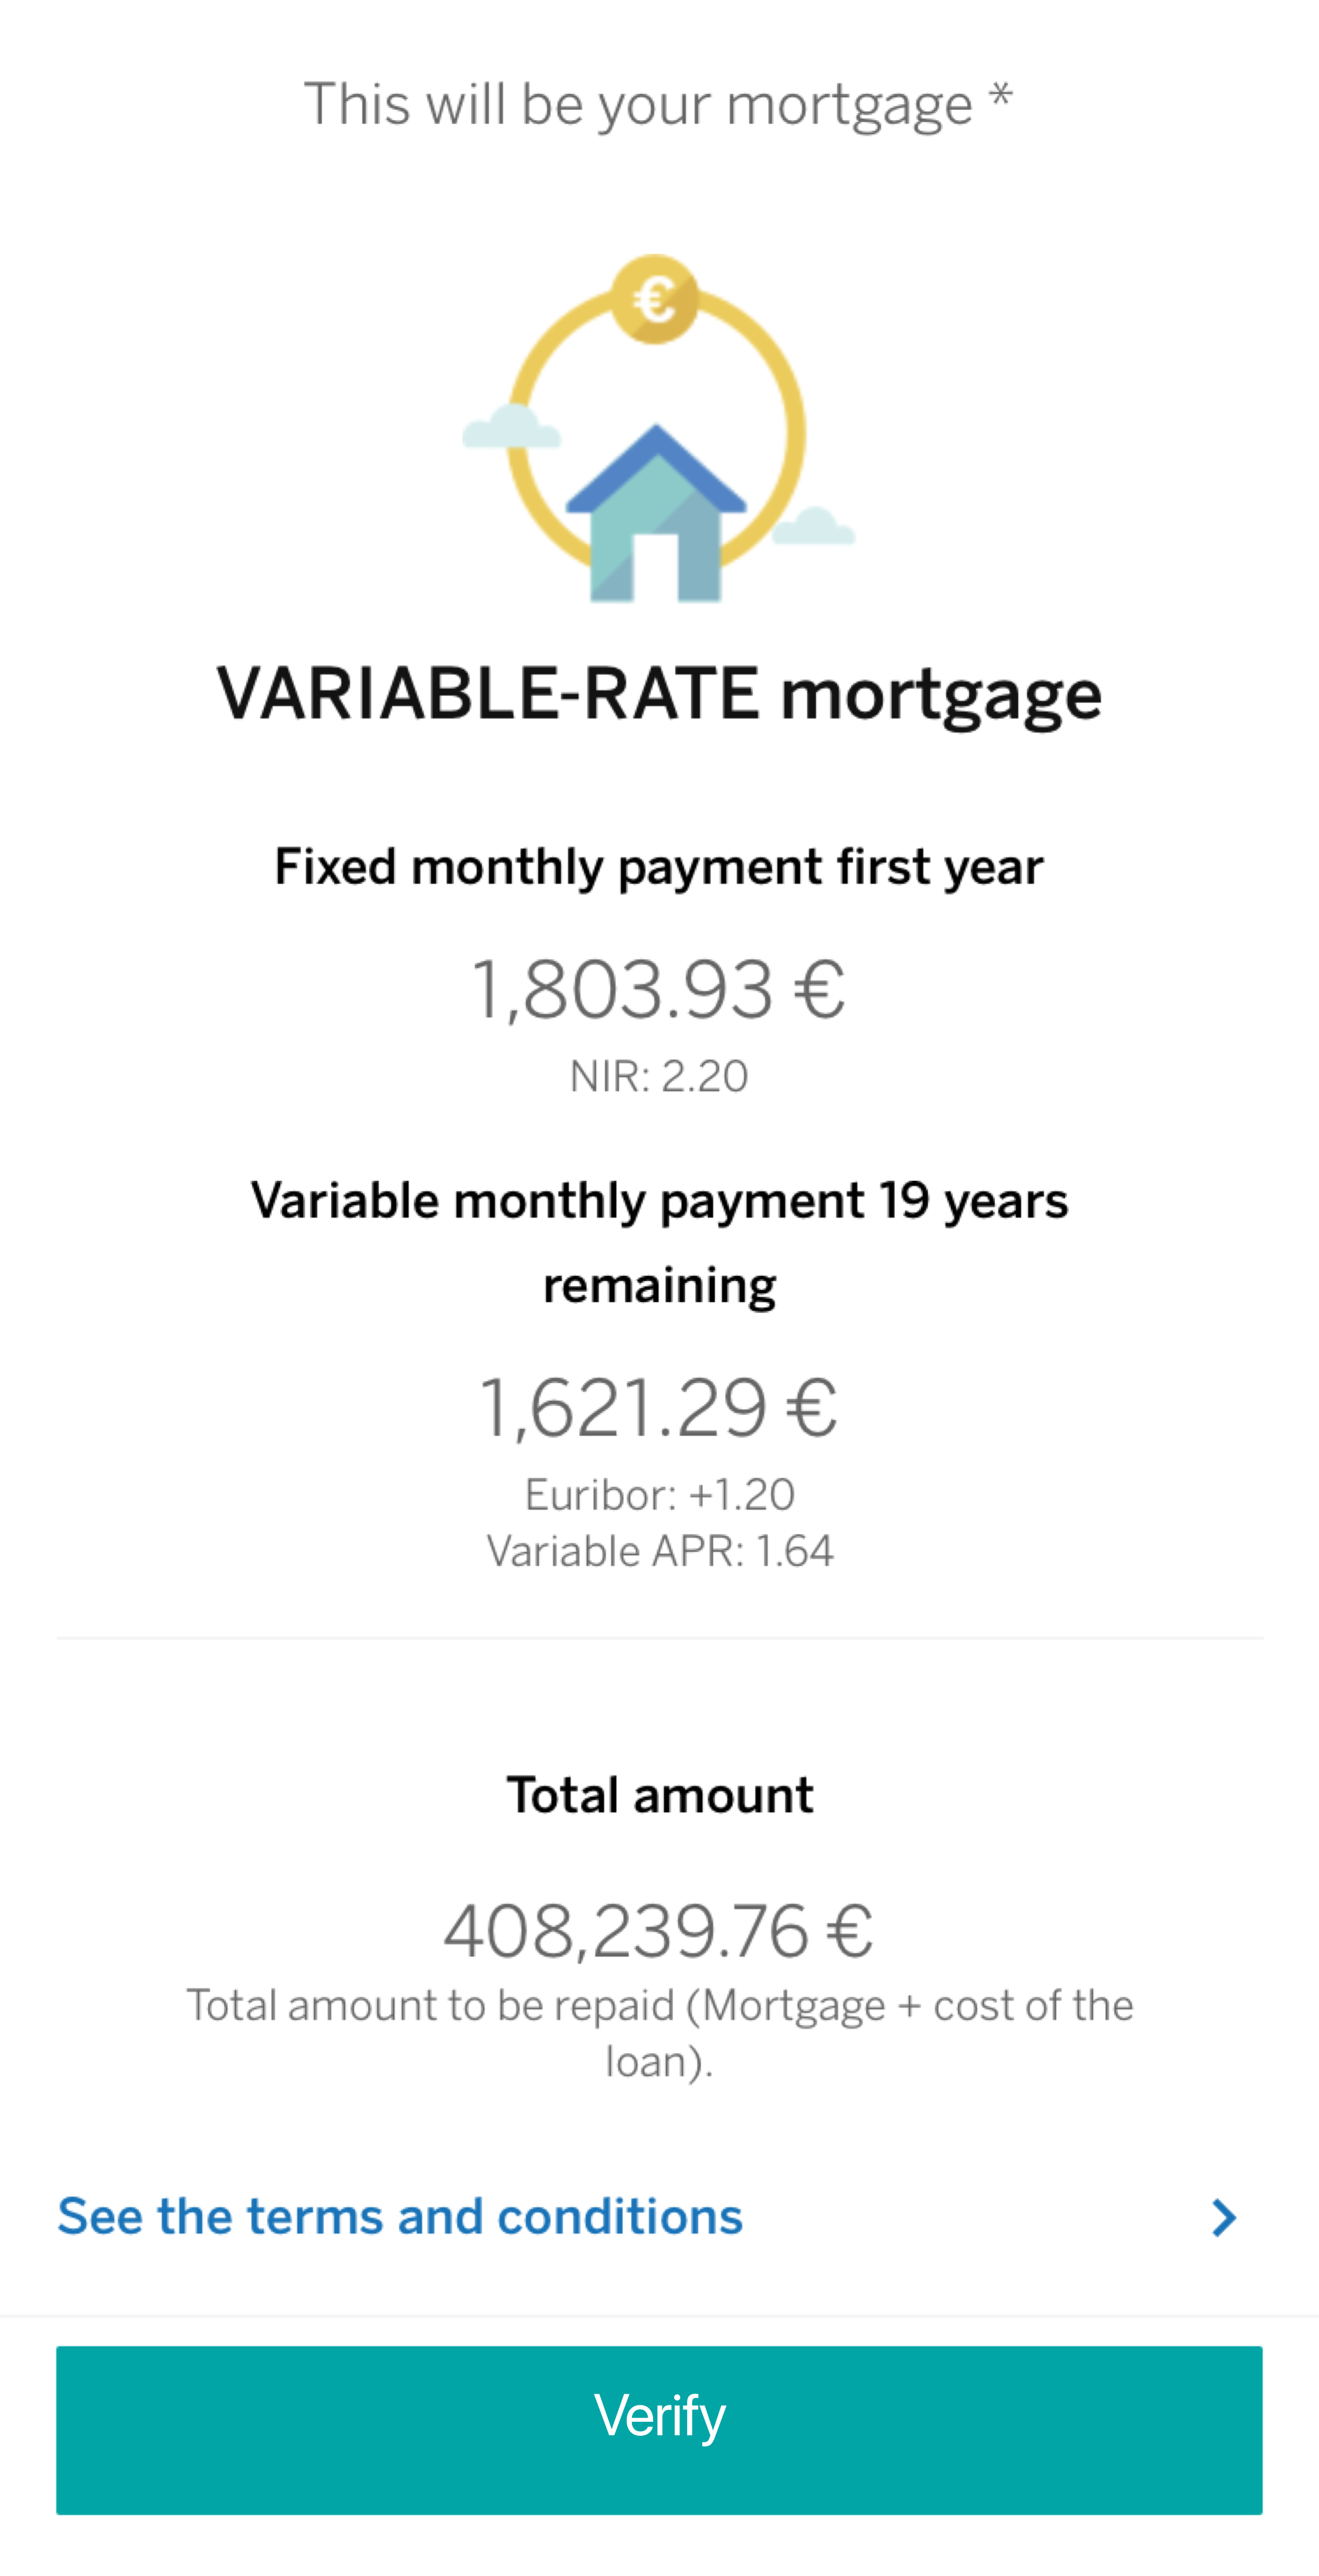 This will be your mortgage *
€
VARIABLE-RATE mortgage
Fixed monthly payment first year
1,803.93 €
NIR: 2.20
Variable monthly payment 19 years
remaining
1,621.29 €
Euribor: +1.20
Variable APR: 1.64
Total amount
408,239.76 €
Total amount to be repaid (Mortgage + cost of the
loan).
See the terms and conditions
Verify